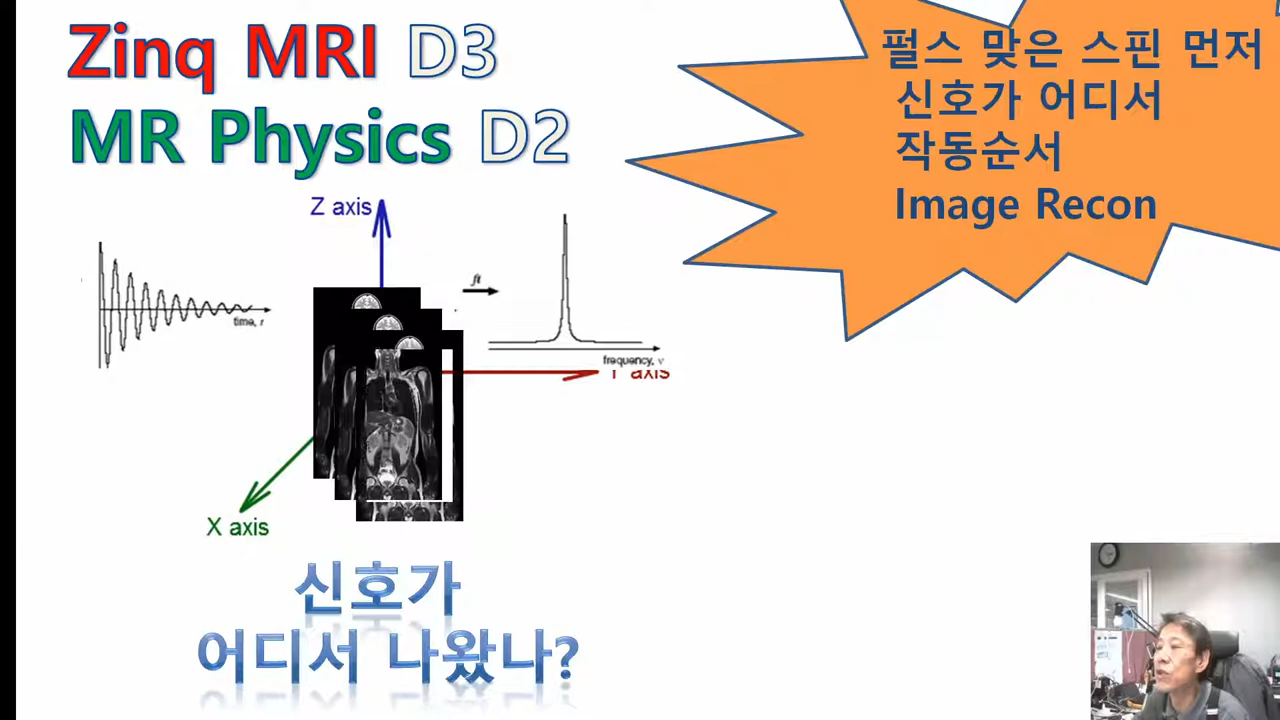 Zinq MRI D3
MR Physics D2
펄스 맞은 스핀 먼저
신호가 어디서
작동순서
Image Recon
Z axis
ft
time, t
frequency, ν
Y axis
X axis
신호가
어디서 나왔나?